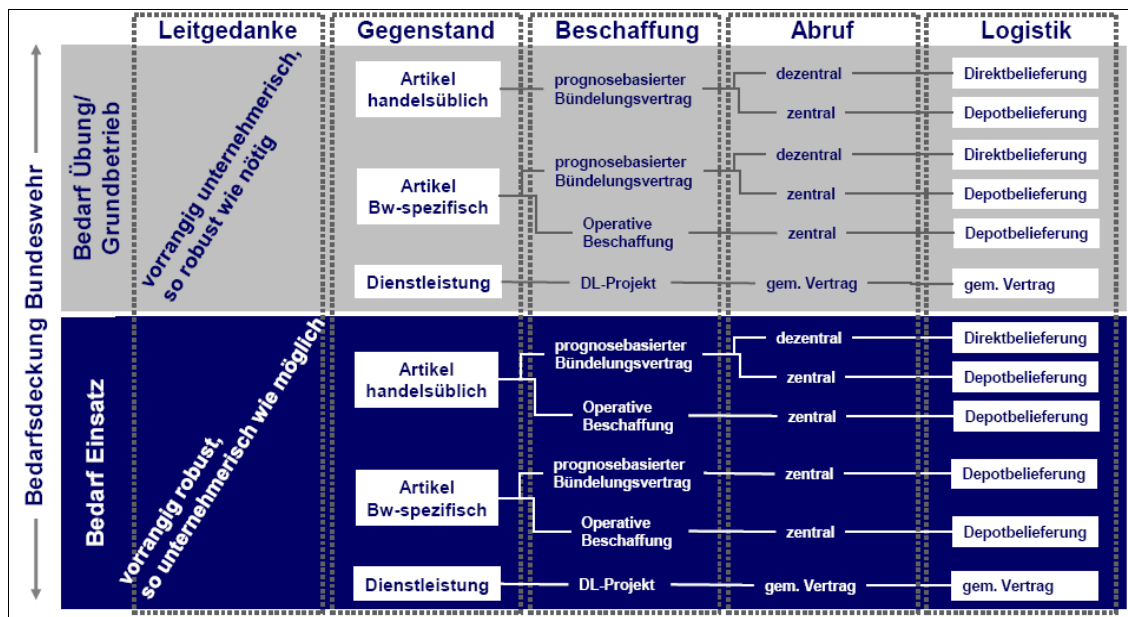 Leitgedanke
Gegenstand
Beschaffung
Abruf
Logistik
Bedarfsdeckung Bundeswehr
Bedarf Übung/
Grundbetrieb
vorrangig unternehmerisch,
so robust wie nötig
Artikel
handelsüblich
prognosebasierter
Bündelungsvertrag
dezentral
Direktbelieferung
zentral
Depotbelieferung
Artikel
Bw-spezifisch
prognosebasierter
Bündelungsvertrag
dezentral
Direktbelieferung
zentral
Depotbelieferung
Operative
Beschaffung
zentral
Depotbelieferung
Dienstleistung
DL-Projekt
gem. Vertrag
gem. Vertrag
Bedarf Einsatz
vorrangig robust,
so unternehmerisch wie möglich
Artikel
handelsüblich
prognosebasierter
Bündelungsvertrag
dezentral
Direktbelieferung
zentral
Depotbelieferung
Operative
Beschaffung
zentral
Depotbelieferung
Artikel
Bw-spezifisch
prognosebasierter
Bündelungsvertrag
zentral
Depotbelieferung
Operative
Beschaffung
zentral
Depotbelieferung
Dienstleistung
DL-Projekt
gem. Vertrag
gem. Vertrag